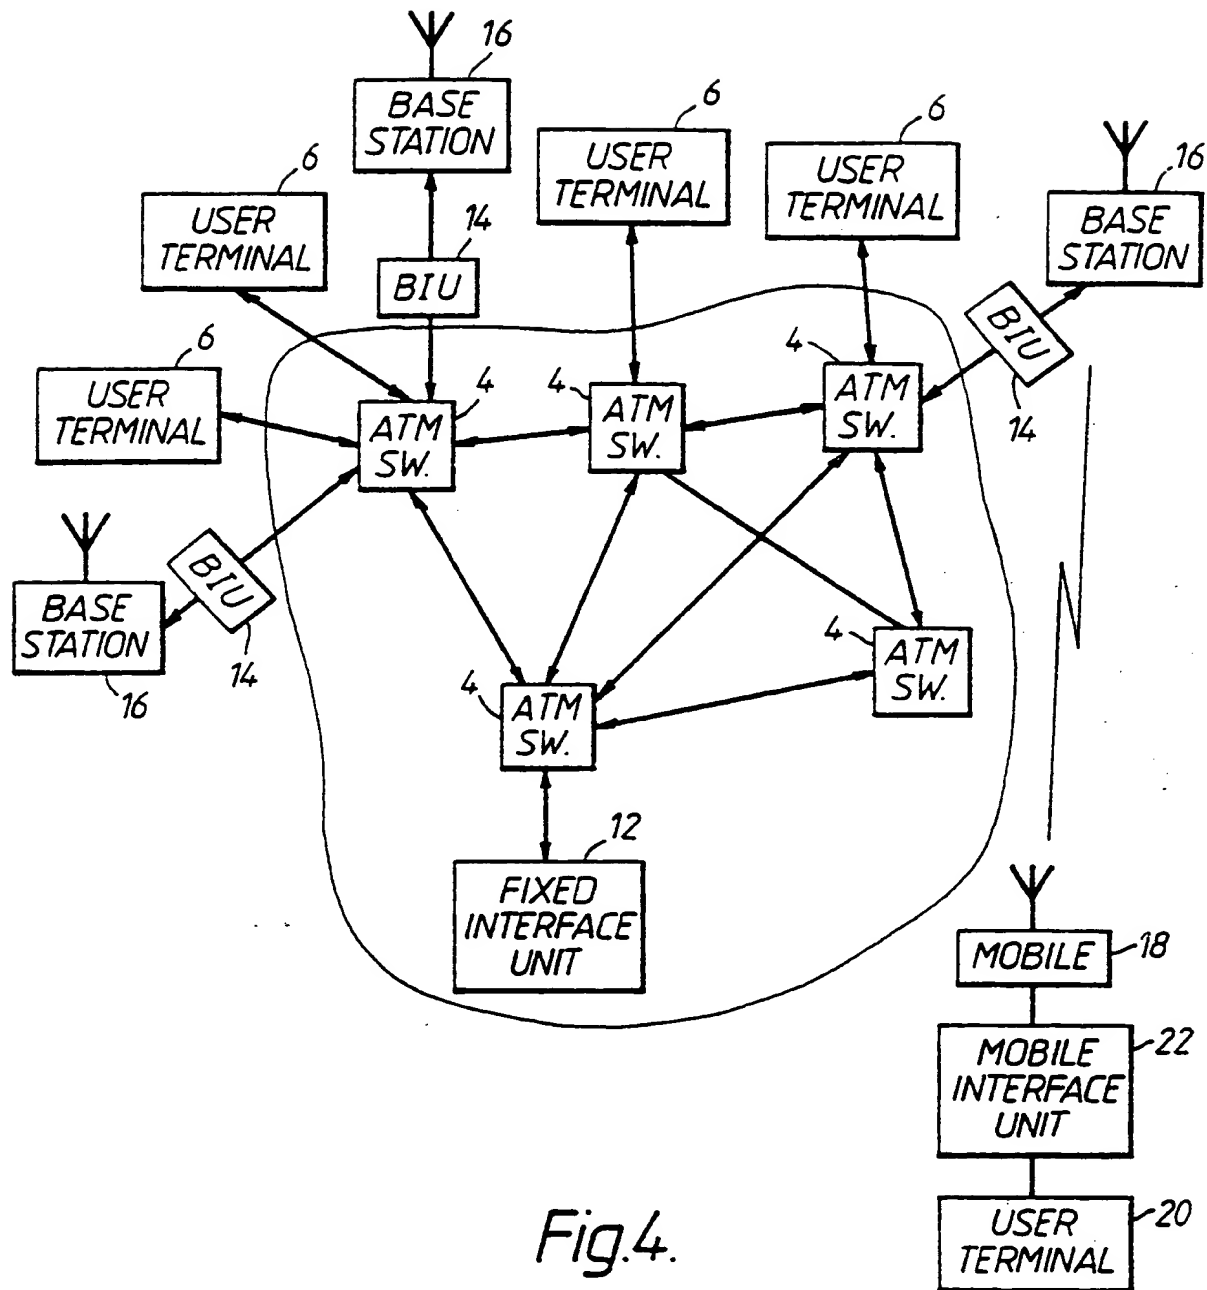 16
BASE
STATION
6
USER
TERMINAL
6
USER
TERMINAL
16
BASE
STATION
6
USER
TERMINAL
14
BIU
BIU
14
6
USER
TERMINAL
4
ATM
SW.
4
ATM
SW.
4
ATM
SW.
16
BASE
STATION
BIU
14
4
ATM
SW.
4
ATM
SW.
12
FIXED
INTERFACE
UNIT
MOBILE
18
MOBILE
INTERFACE
UNIT
22
USER
TERMINAL
20
Fig.4.